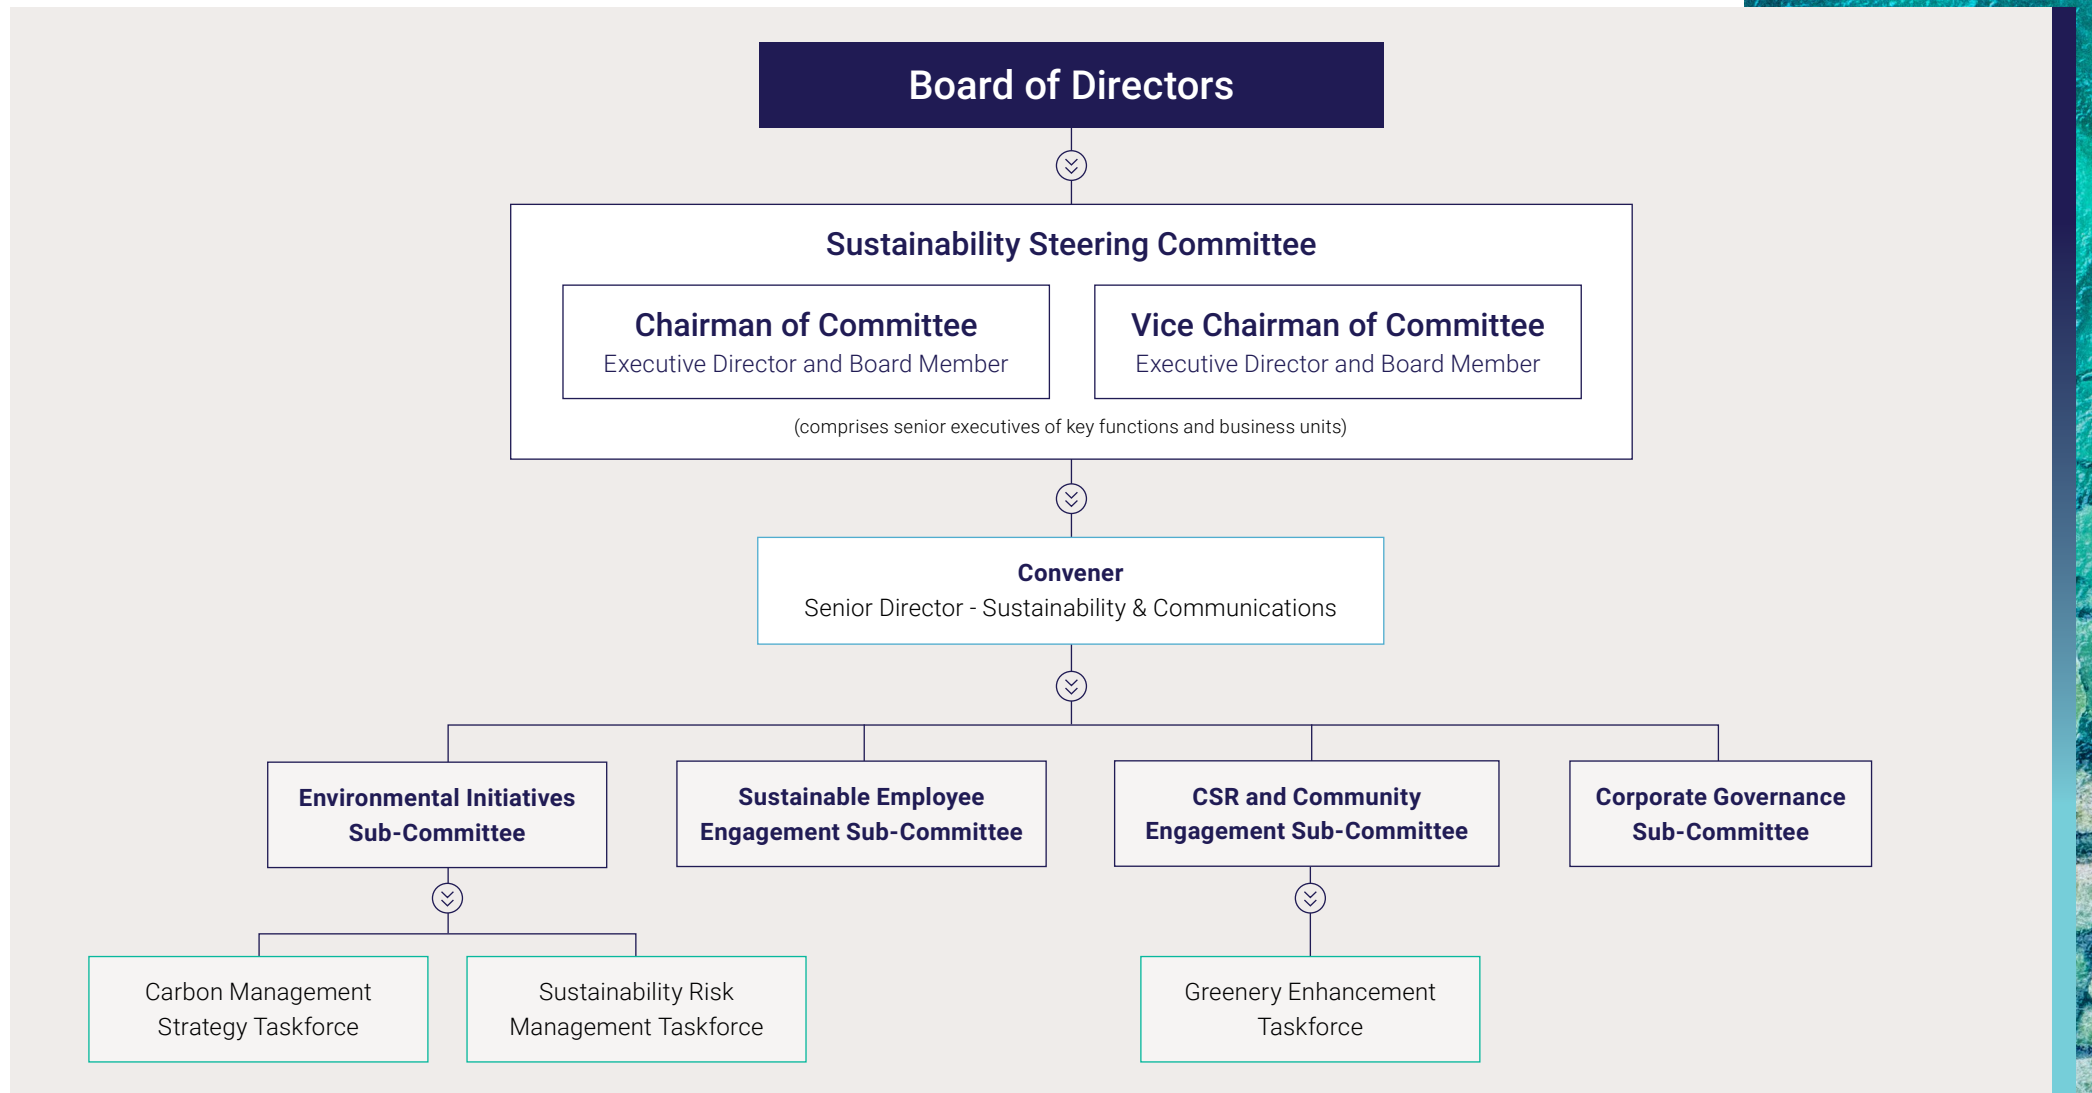 Board of Directors
Sustainability Steering Committee
Chairman of Committee
Executive Director and Board Member
Vice Chairman of Committee
Executive Director and Board Member
(comprises senior executives of key functions and business units)
Convener
Senior Director - Sustainability & Communications
Environmental Initiatives
Sub-Committee
Sustainable Employee
Engagement Sub-Committee
CSR and Community
Engagement Sub-Committee
Corporate Governance
Sub-Committee
Carbon Management
Strategy Taskforce
Sustainability Risk
Management Taskforce
Greenery Enhancement
Taskforce